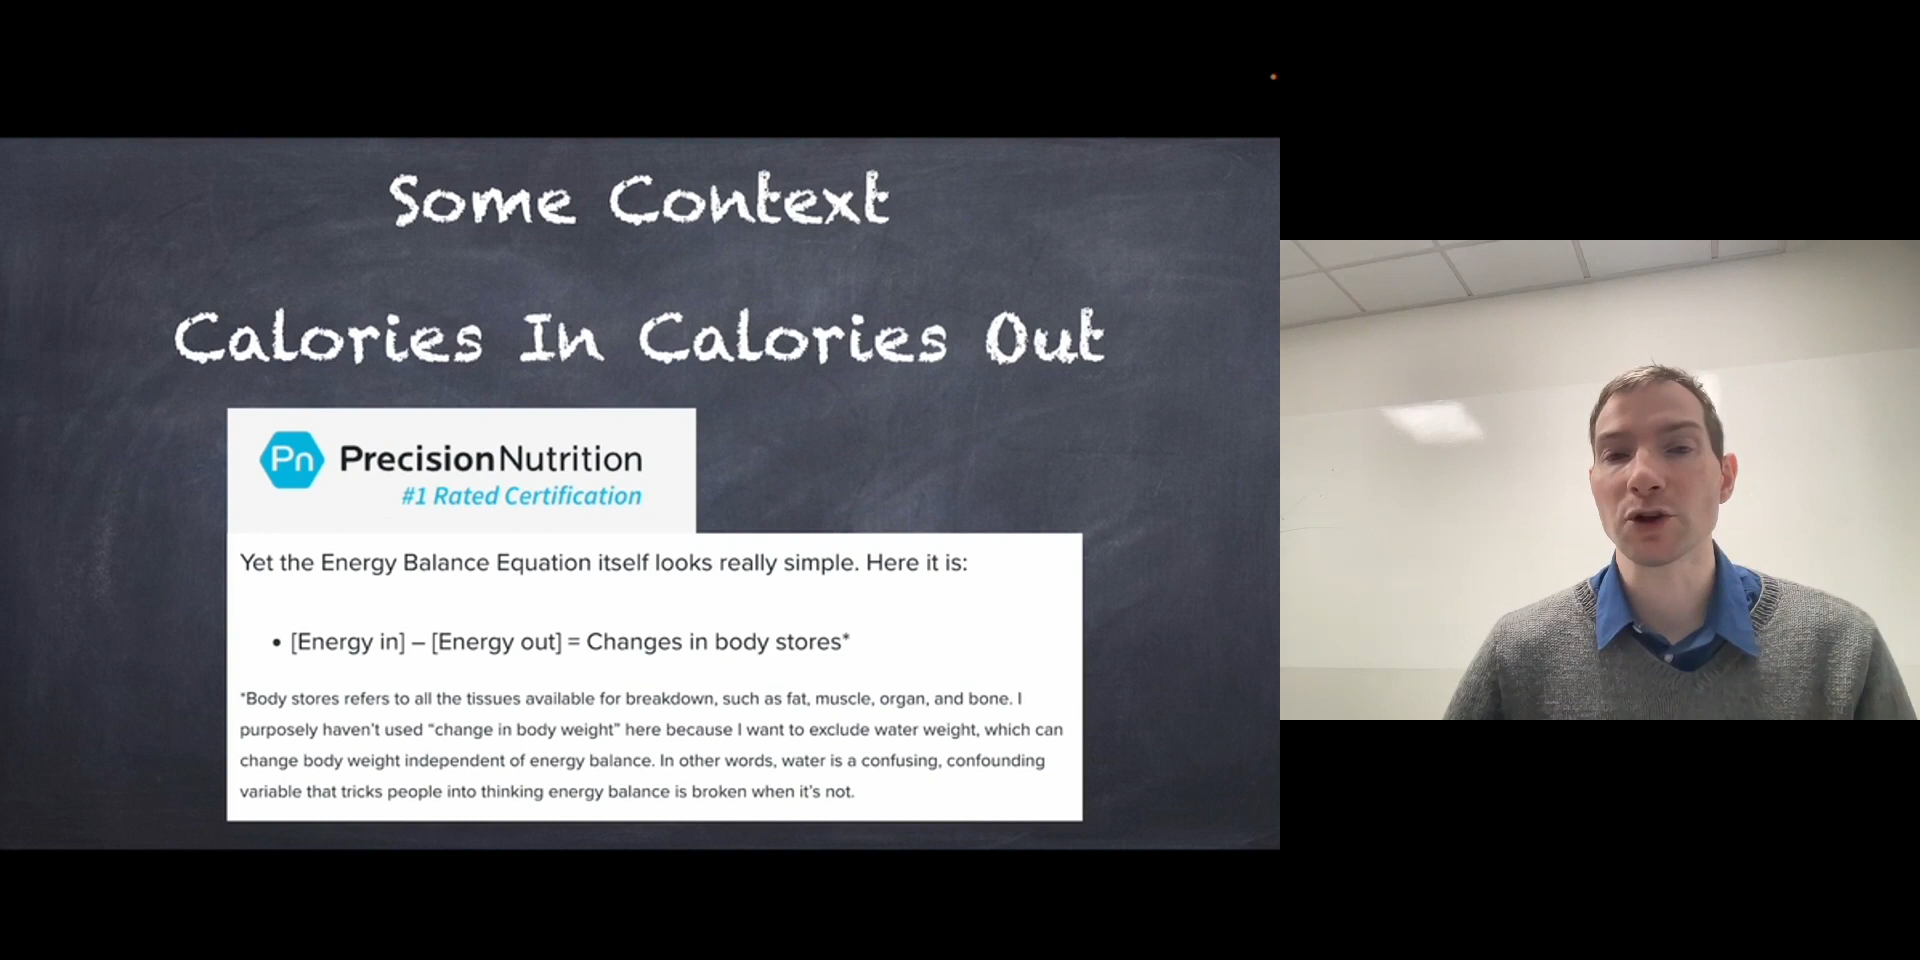 Some Context
Calories In Calories Out
Pn PrecisionNutrition
#1 Rated Certification
Yet the Energy Balance Equation itself looks really simple. Here it is:
• [Energy in] – [Energy out] = Changes in body stores*
*Body stores refers to all the tissues available for breakdown, such as fat, muscle, organ, and bone. I
purposely haven't used “change in body weight” here because I want to exclude water weight, which can
change body weight independent of energy balance. In other words, water is a confusing, confounding
variable that tricks people into thinking energy balance is broken when it's not.